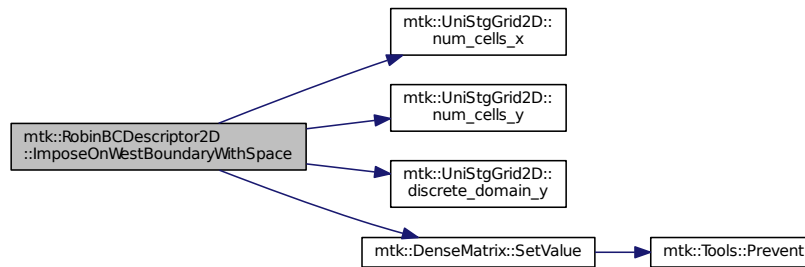 mtk::UniStgGrid2D::
num_cells_x
mtk::UniStgGrid2D::
num_cells_y
mtk::RobinBCDescriptor2D
::ImposeOnWestBoundaryWithSpace
mtk::UniStgGrid2D::
discrete_domain_y
mtk::DenseMatrix::SetValue
mtk::Tools::Prevent